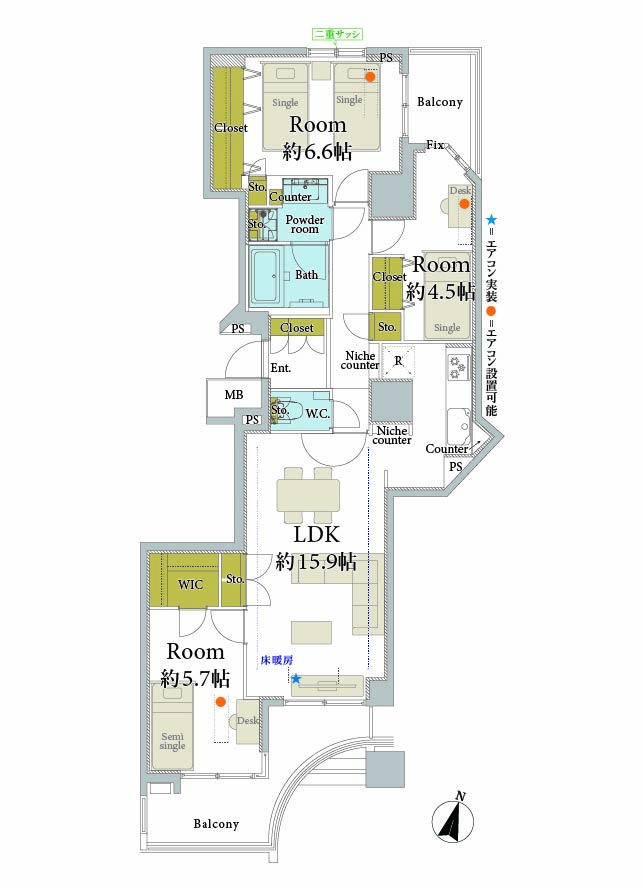 二重サッシ
PS
Single
Single
Closet
Room
約6.6帖
Balcony
Fix
Sto.
Counter
Sto.
Powder
room
Desk
Bath
Closet
Room
約4.5帖
Single
PS
Closet
Sto.
Ent.
Niche
counter
R
MB
Sto.
W.C.
PS
Niche
counter
Counter
PS
★=エアコン実装 ●=エアコン設置可能
LDK
約15.9帖
WIC
Sto.
Room
約5.7帖
床暖房
Semi
single
Desk
Balcony
N